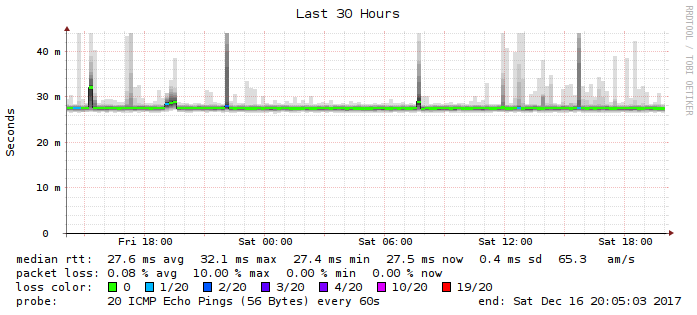 Last 30 Hours
RRDTOOL / TOBI OETIKER
Seconds
40 m
30 m
20 m
10 m
0
Fri 18:00 Sat 00:00 Sat 06:00 Sat 12:00 Sat 18:00
median rtt: 27.6 ms avg 32.1 ms max 27.4 ms min 27.5 ms now 0.4 ms sd 65.3 am/s
packet loss: 0.08 % avg 10.00 % max 0.00 % min 0.00 % now
loss color: 0 1/20 2/20 3/20 4/20 10/20 19/20
probe: 20 ICMP Echo Pings (56 Bytes) every 60s end: Sat Dec 16 20:05:03 2017